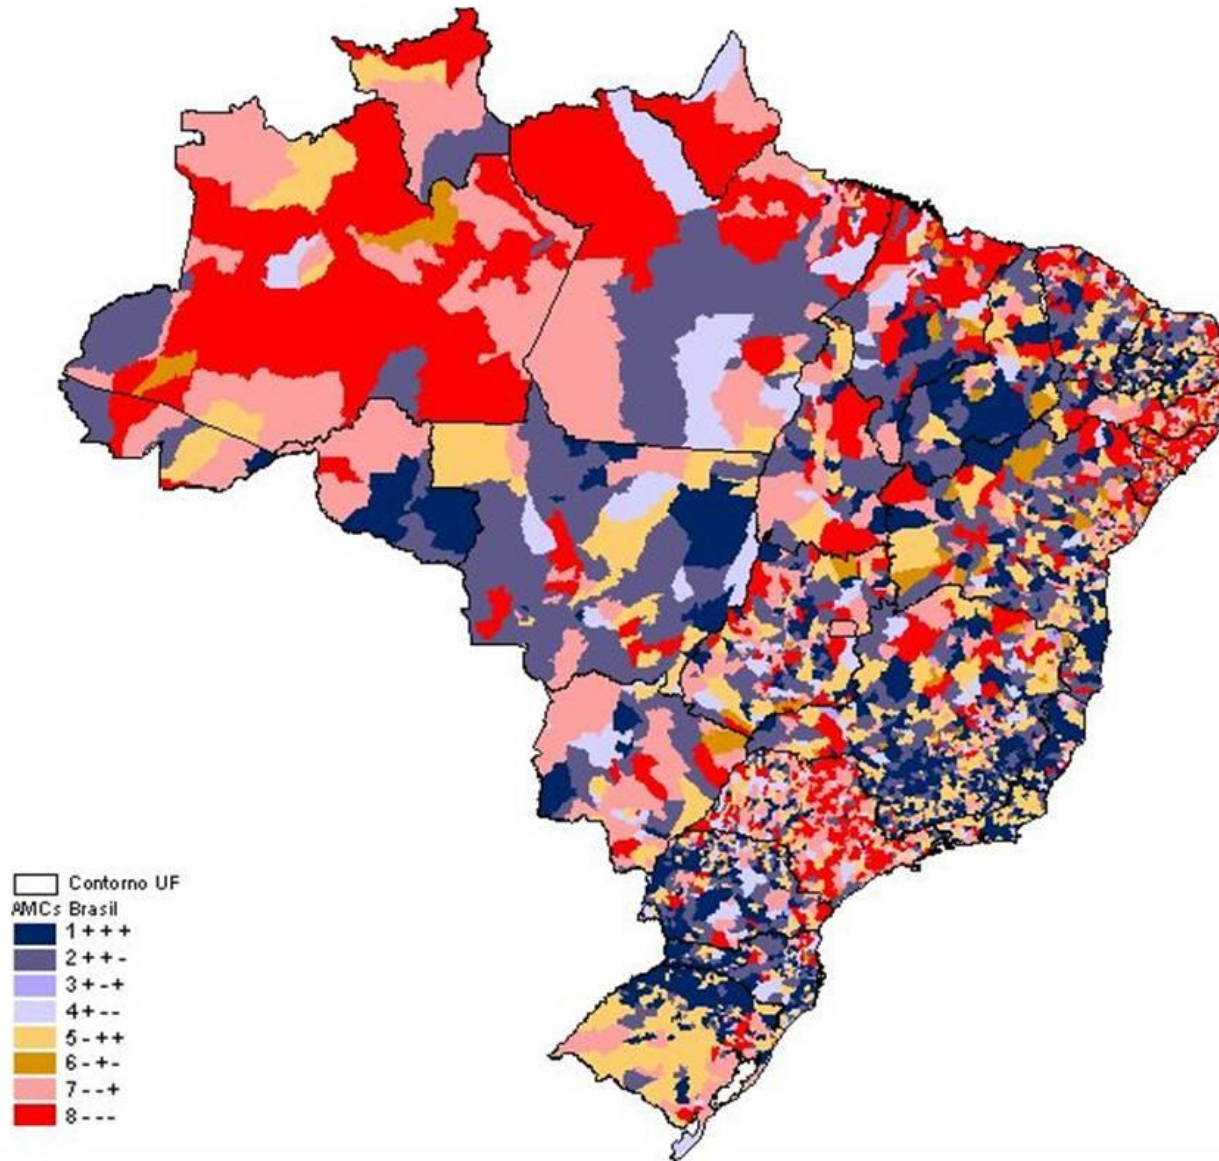 Contorno UF
AMCs Brasil
1 + + +
2 + + -
3 + - +
4 + - -
5 - + +
6 - + -
7 - - +
8 - - -